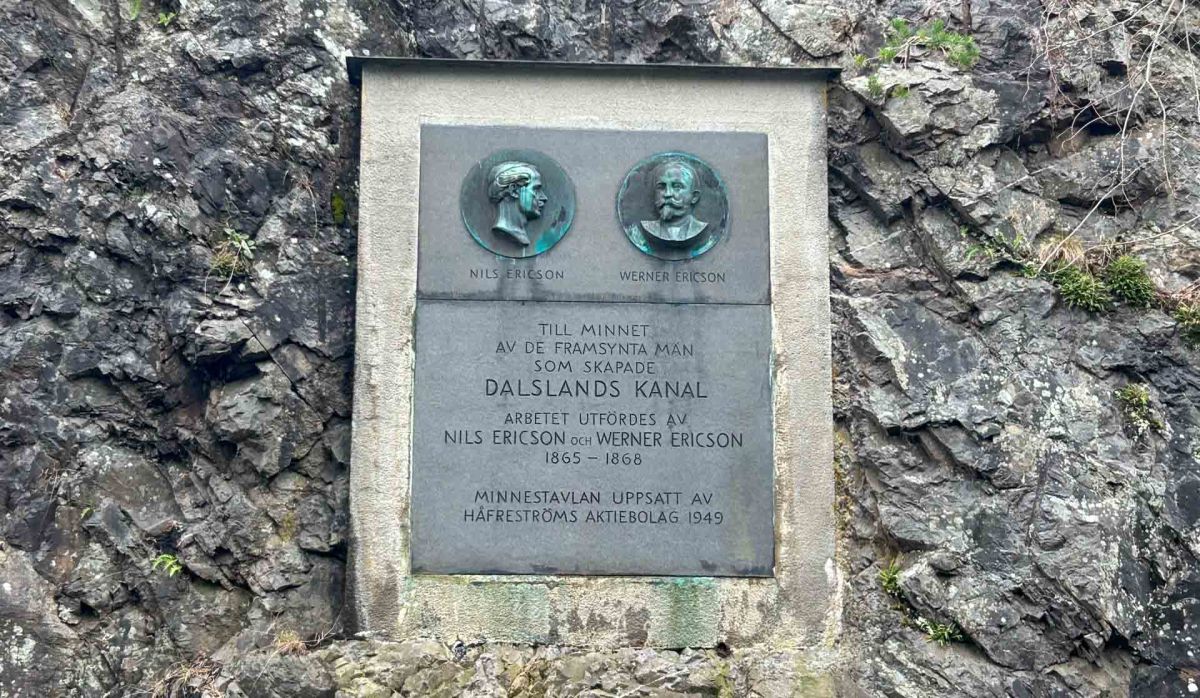 NILS ERICSON
WERNER ERICSON
TILL MINNET
AV DE FRAMSYNTA MÄN
SOM SKAPADE
DALSLANDS KANAL
ARBETET UTFÖRDES AV
NILS ERICSON OCH WERNER ERICSON
1865 – 1868
MINNESTAVLAN UPPSATT AV
HÅFRESTRÖMS AKTIEBOLAG 1949